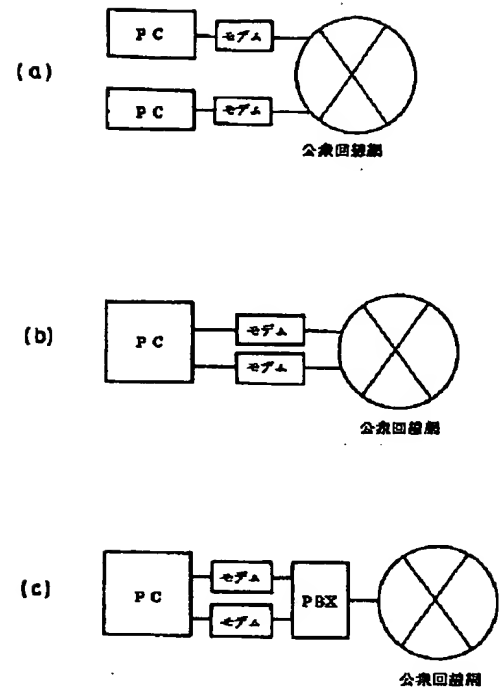 PC モデム
(a)
PC モデム
公衆回線網
(b) PC モデム
モデム
公衆回線網
(c) PC モデム PBX
モデム
公衆回線網